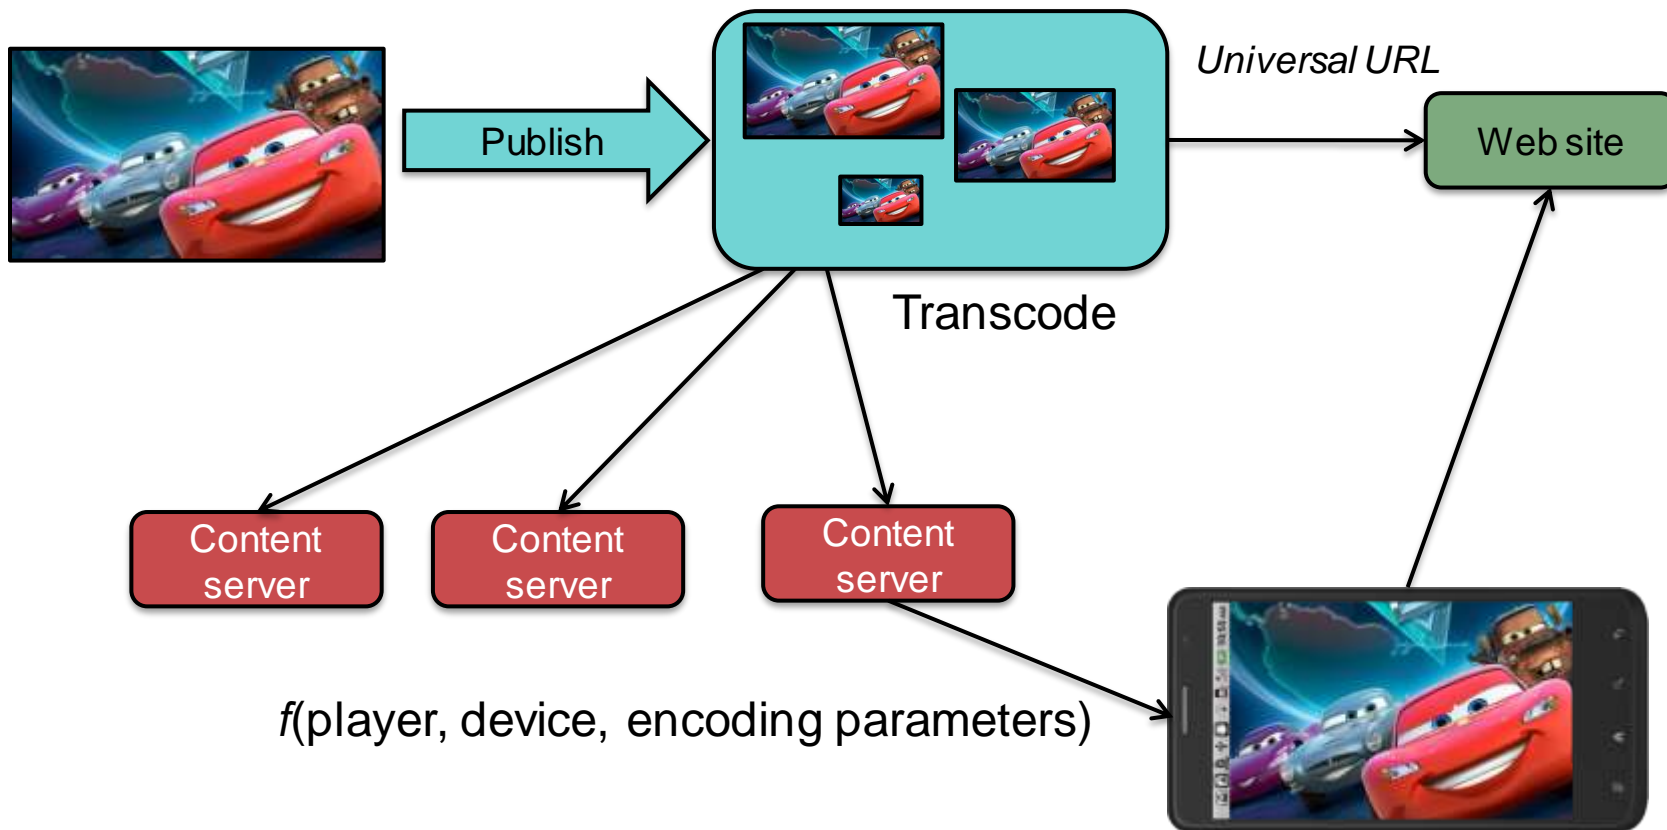 Universal URL
Publish
Web site
Transcode
Content
server
Content
server
Content
server
f(player, device, encoding parameters)